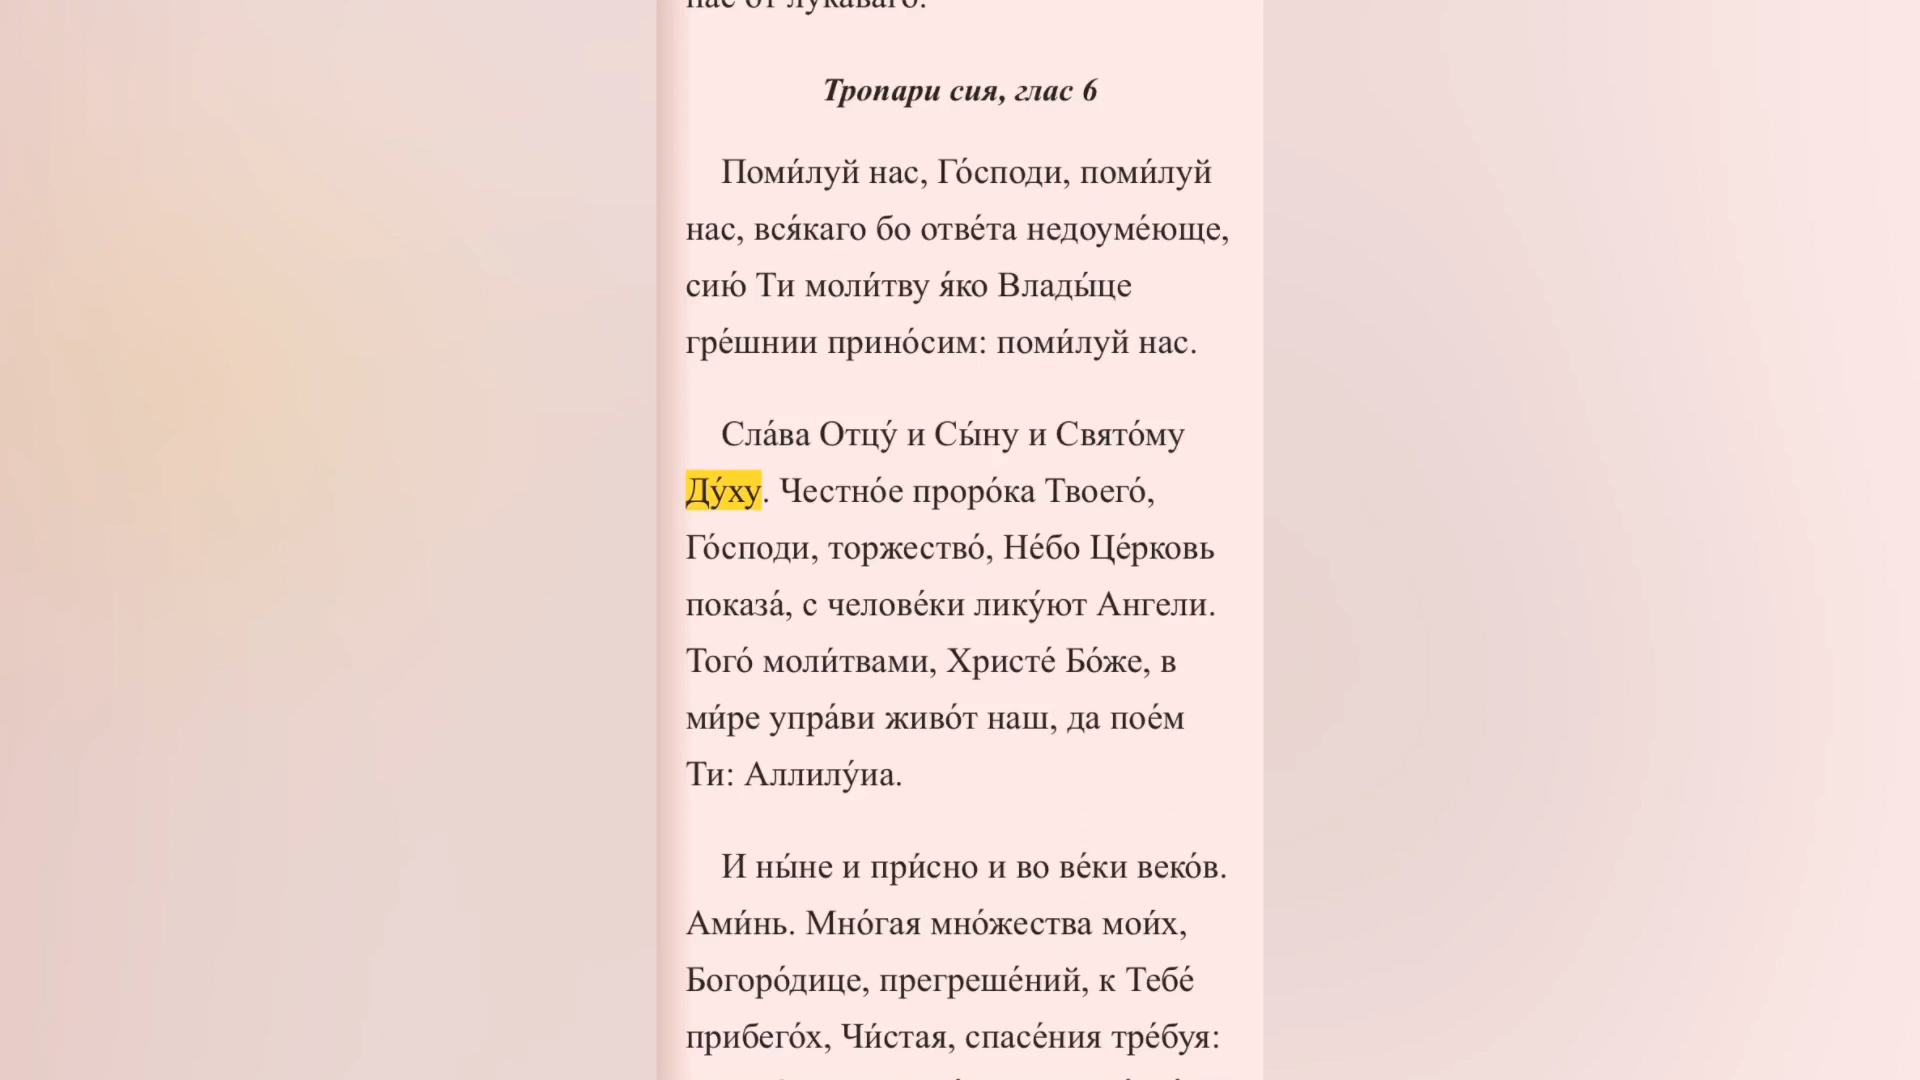 нас от лукаваго.
Тропари сия, глас 6
Поми́луй нас, Го́споди, поми́луй
нас, вся́каго бо отве́та недоуме́юще,
сию́ Ти моли́тву я́ко Влады́це
гре́шнии прино́сим: поми́луй нас.
Сла́ва Отцу́ и Сы́ну и Свято́му
Ду́ху. Честно́е проро́ка Твоего́,
Го́споди, торжество́, Не́бо Це́рковь
показа́, с челове́ки лику́ют Ангели.
Того́ моли́твами, Христе́ Бо́же, в
ми́ре упра́ви живо́т наш, да пое́м
Ти: Аллилу́иа.
И ны́не и при́сно и во ве́ки веко́в.
Ами́нь. Мно́гая мно́жества мои́х,
Богоро́дице, прегреше́ний, к Тебе́
прибего́х, Чи́стая, спасе́ния тре́буя: